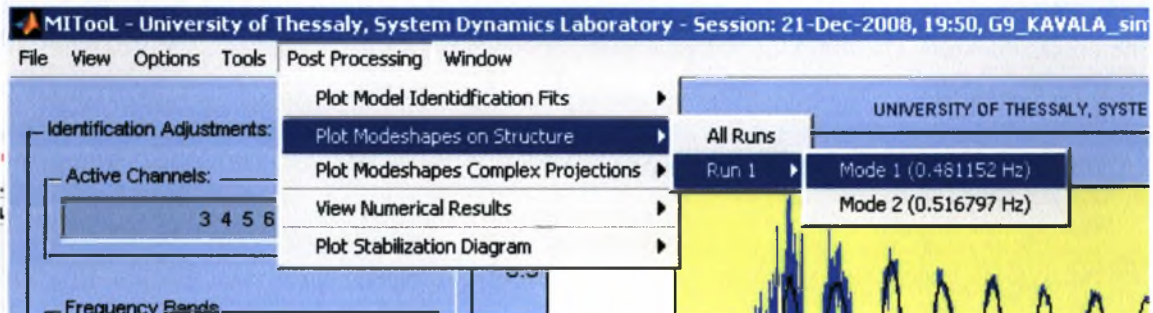 MITooL - University of Thessaly, System Dynamics Laboratory - Session: 21-Dec-2008, 19:50, G9_KAVALA_sim
File View Options Tools Post Processing Window
Plot Model Identidfication Fits
UNIVERSITY OF THESSALY, SYSTE
Identification Adjustments:
Plot Modeshapes on Structure
All Runs
Active Channels:
Plot Modeshapes Complex Projections
Run 1
Mode 1 (0.481152 Hz)
3 4 5 6
View Numerical Results
Mode 2 (0.516797 Hz)
Plot Stabilization Diagram
Frequency Bands